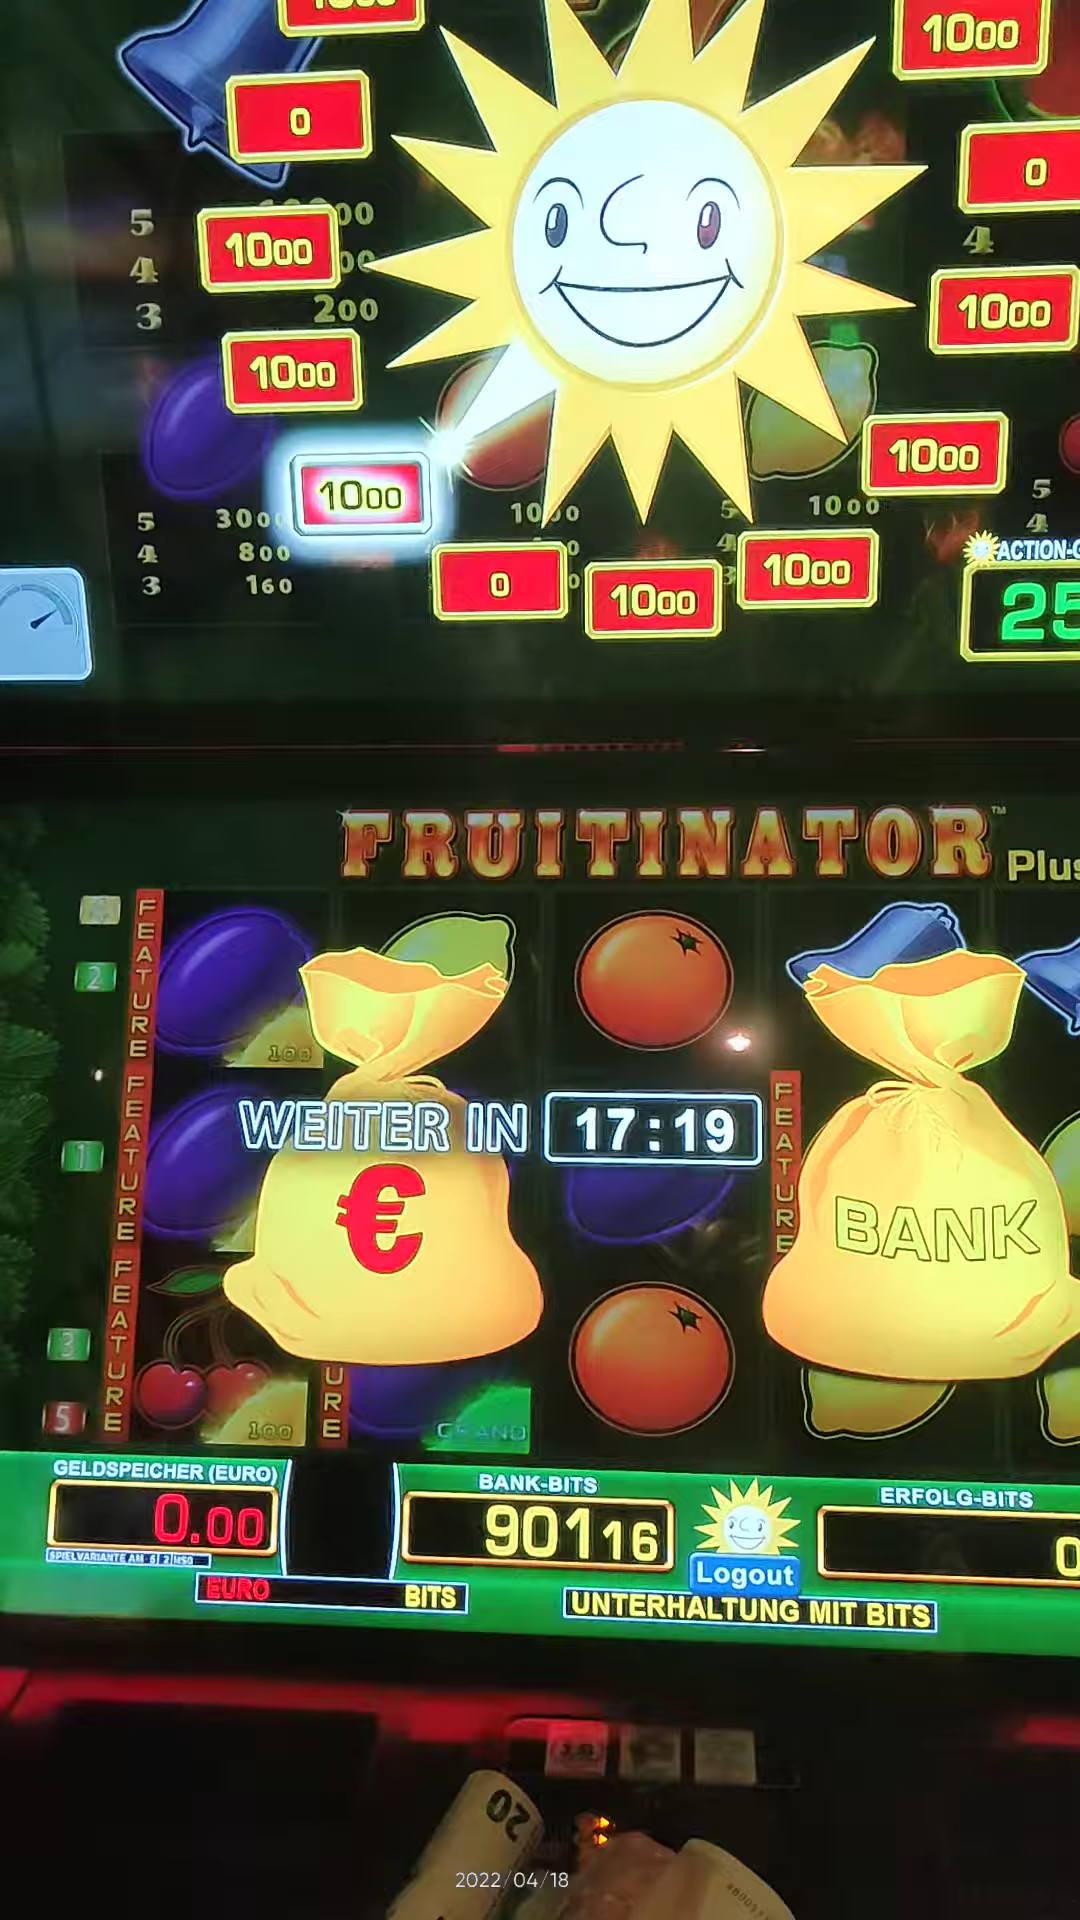 1000
0
5
4
3
200
1000
1000
1000
1000
0
4
1000
1000
1000
1000
0
5
4
3
800
160
1000
5
4
ACTION-G
25
FRUITINATOR™
Plus
2
1
3
5
FEATURE
FEATURE
FEATURE
FEATURE
100
100
GRAND
WEITER IN 17:19
€
BANK
GELDSPEICHER (EURO)
0.00
BANK-BITS
90116
Logout
ERFOLG-BITS
0
EURO BITS
UNTERHALTUNG MIT BITS
20
2022/04/18